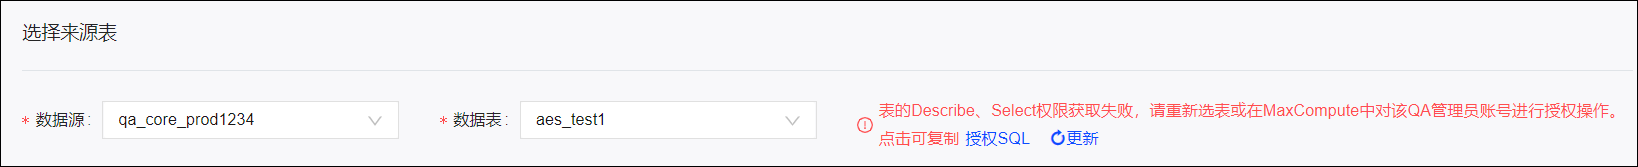 选择来源表
* 数据源: qa_core_prod1234 * 数据表: aes_test1
表的Describe、Select权限获取失败，请重新选表或在MaxCompute中对该QA管理员账号进行授权操作。
点击可复制 授权SQL 更新